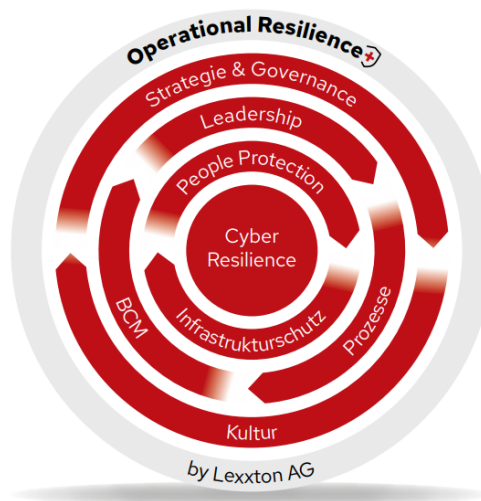 Operational Resilience
Strategie & Governance
Leadership
People Protection
Cyber
Resilience
Infrastrukturschutz
BCM
Prozesse
Kultur
by Lexxton AG